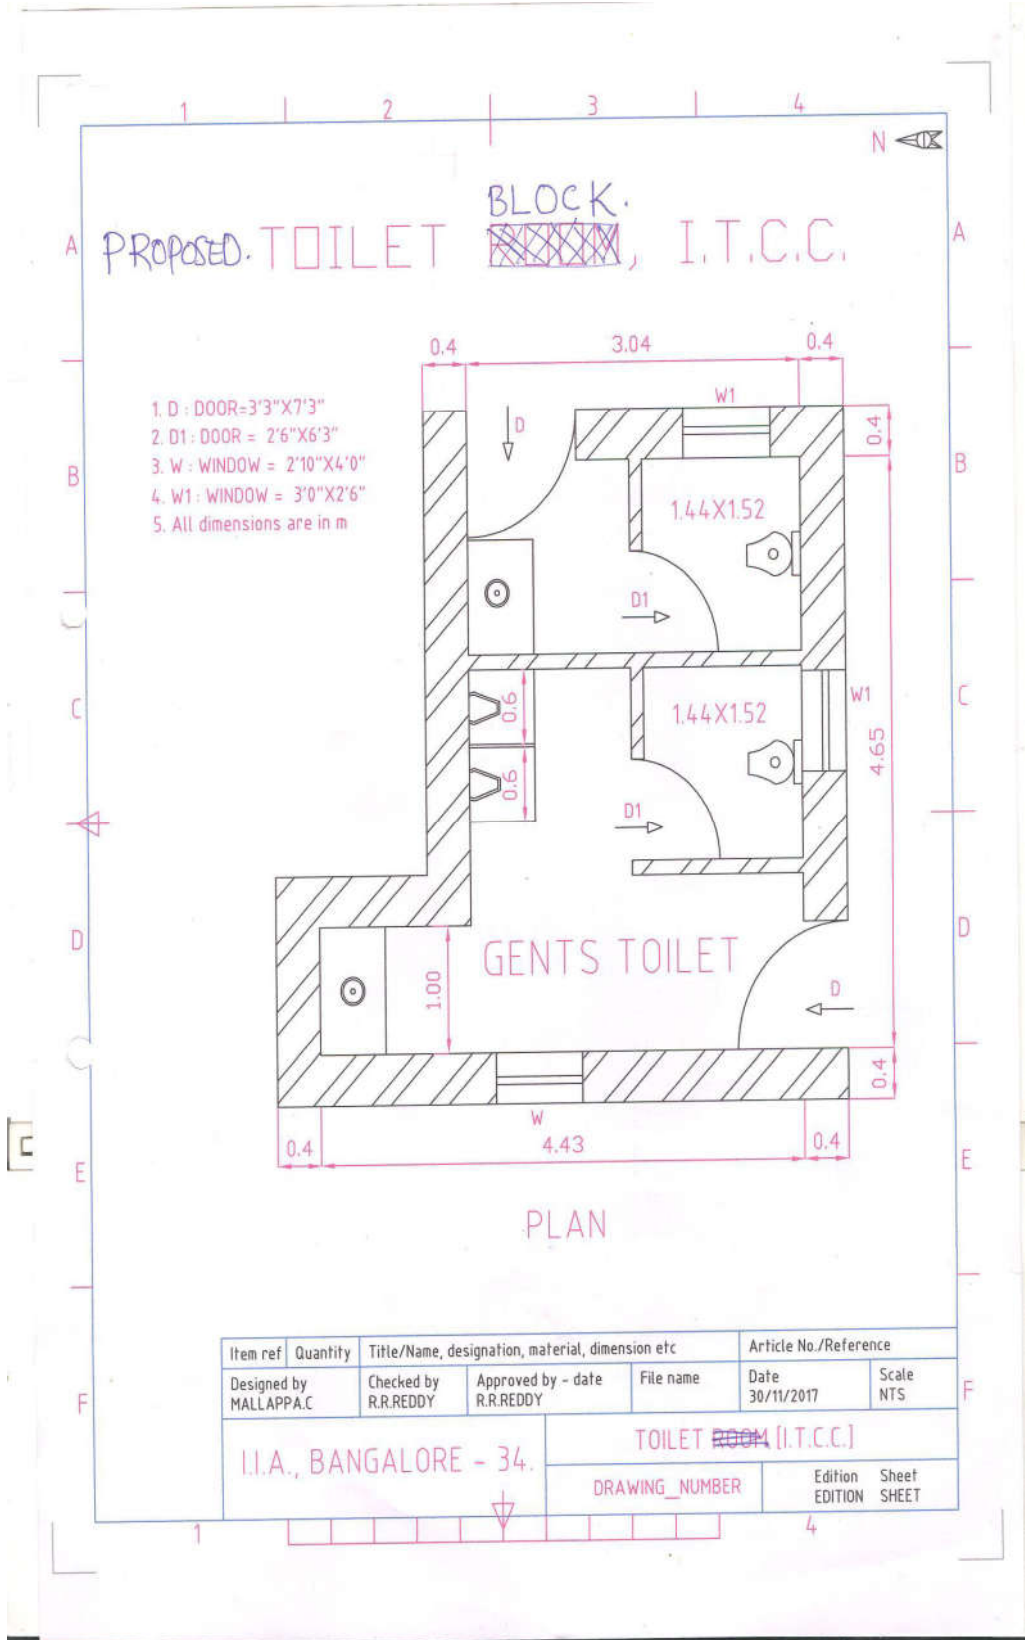 1 2 3 4
N
BLOCK.
A PROPOSED. TOILET ROOM, I.T.C.C. A
0.4 3.04 0.4
1. D : DOOR=3'3"X7'3"
2. D1 : DOOR = 2'6"X6'3"
3. W : WINDOW = 2'10"X4'0"
4. W1 : WINDOW = 3'0"X2'6"
5. All dimensions are in m
W1
D
0.4
B B
1.44X1.52
D1
C C
0.6
1.44X1.52
W1
4.65
0.6
D1
D D
GENTS TOILET
1.00
D
0.4
W
0.4 4.43 0.4
E E
PLAN
Item ref Quantity Title/Name, designation, material, dimension etc Article No./Reference
Designed by Checked by Approved by - date File name Date Scale
MALLAPPA.C R.R.REDDY R.R.REDDY 30/11/2017 NTS
F F
I.I.A., BANGALORE - 34.
TOILET ROOM [I.T.C.C.]
DRAWING_NUMBER
Edition Sheet
EDITION SHEET
1 4